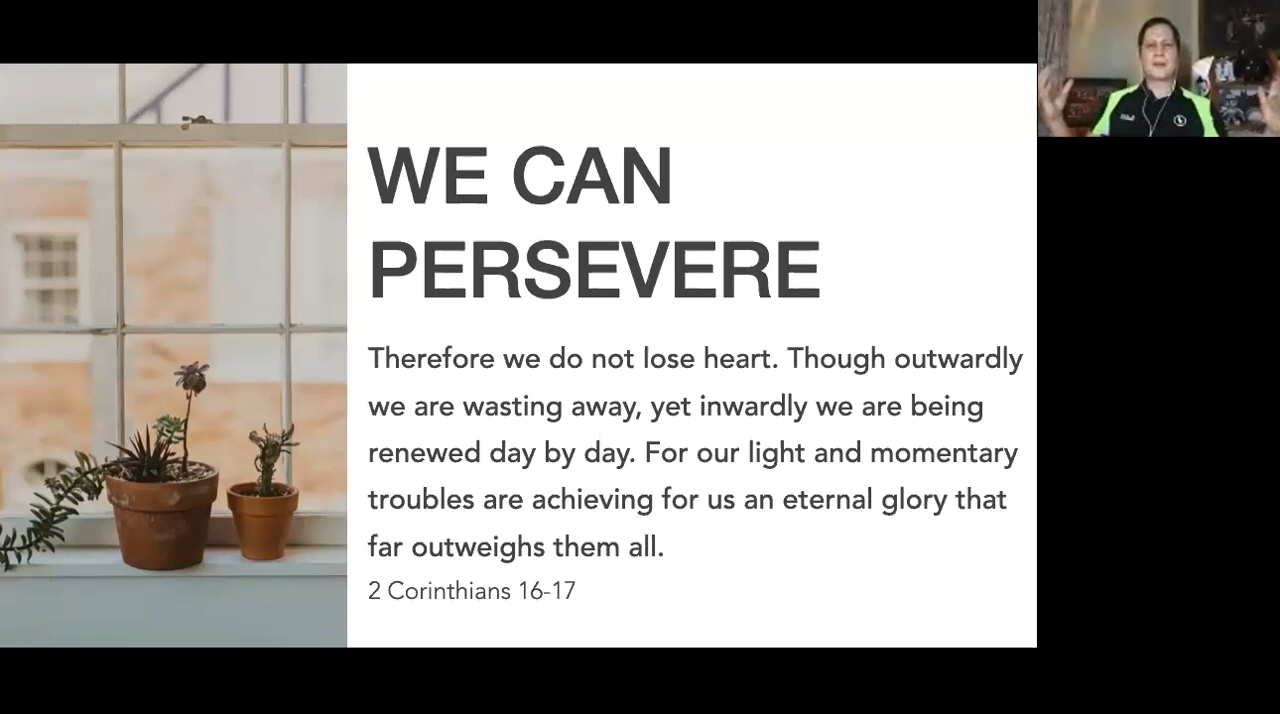 WE CAN
PERSEVERE
Therefore we do not lose heart. Though outwardly
we are wasting away, yet inwardly we are being
renewed day by day. For our light and momentary
troubles are achieving for us an eternal glory that
far outweighs them all.
2 Corinthians 16-17